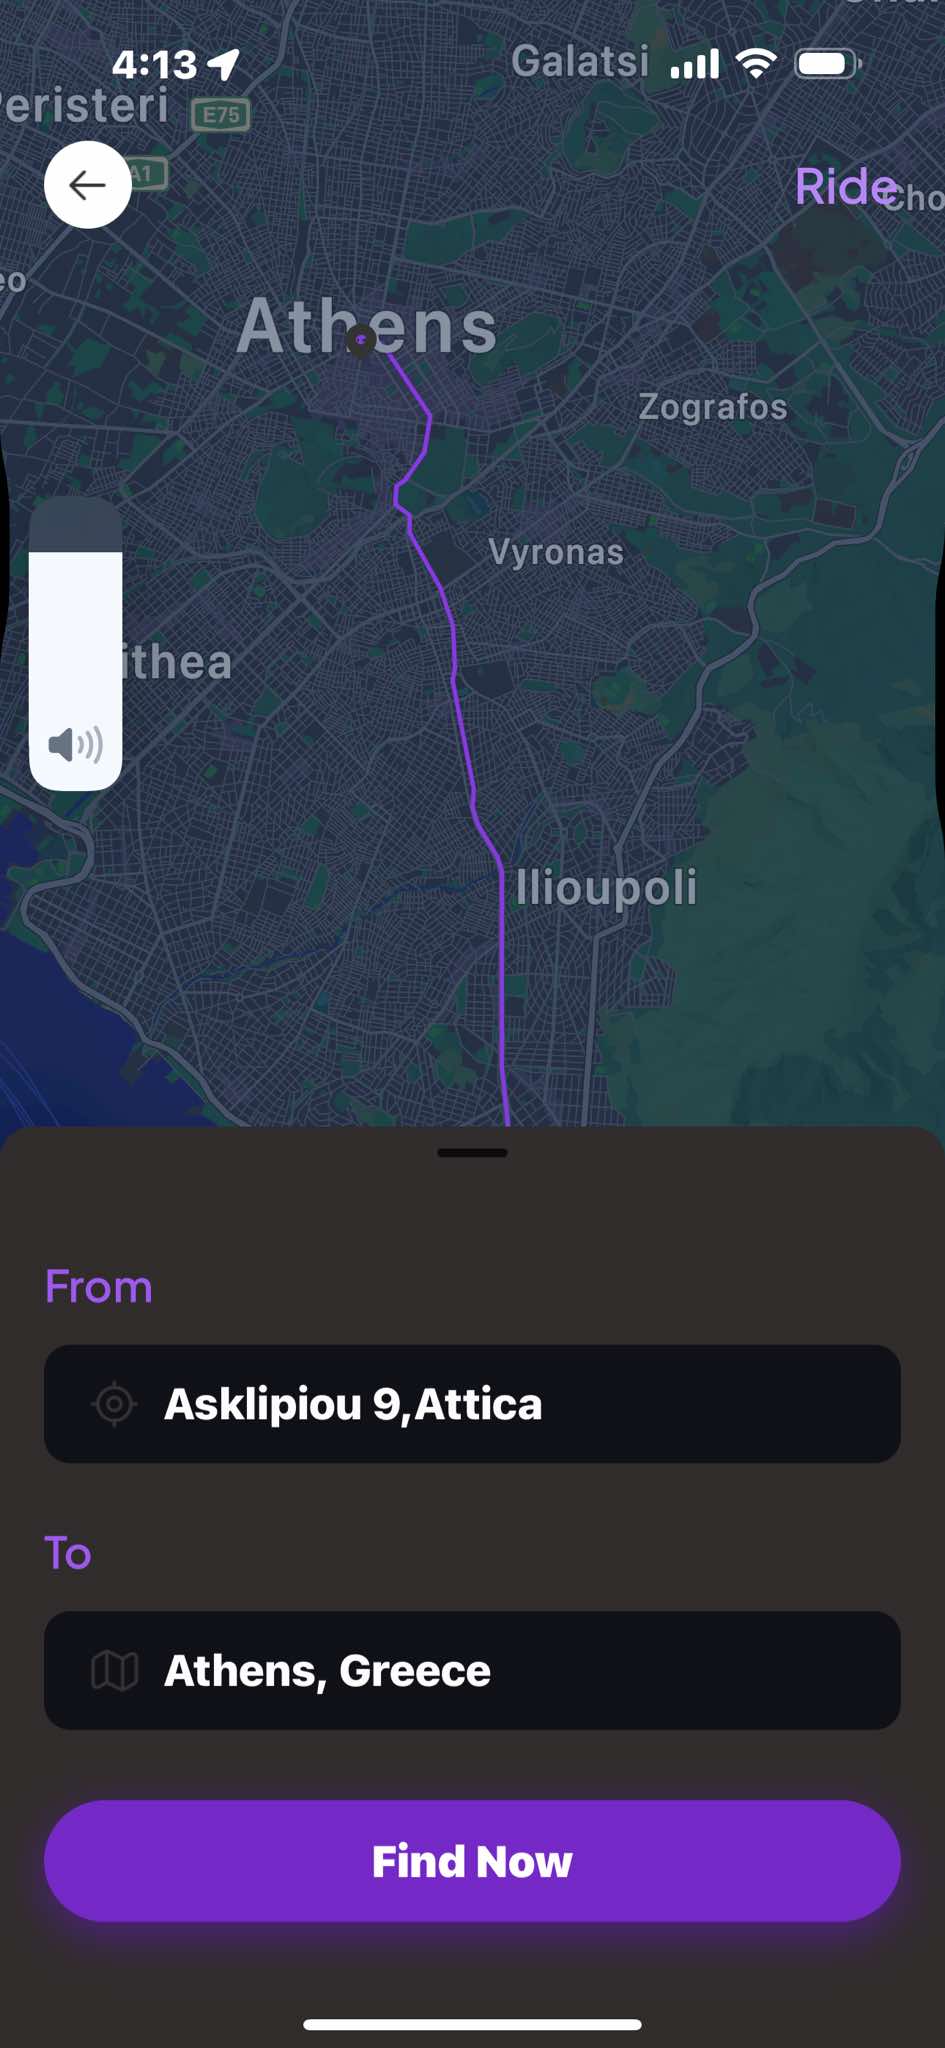 4:13
Galatsi
Peristeri
E75
A1
Ride
Cho
eo
Athens
Zografos
Vyronas
ithea
Ilioupoli
From
Asklipiou 9,Attica
To
Athens, Greece
Find Now